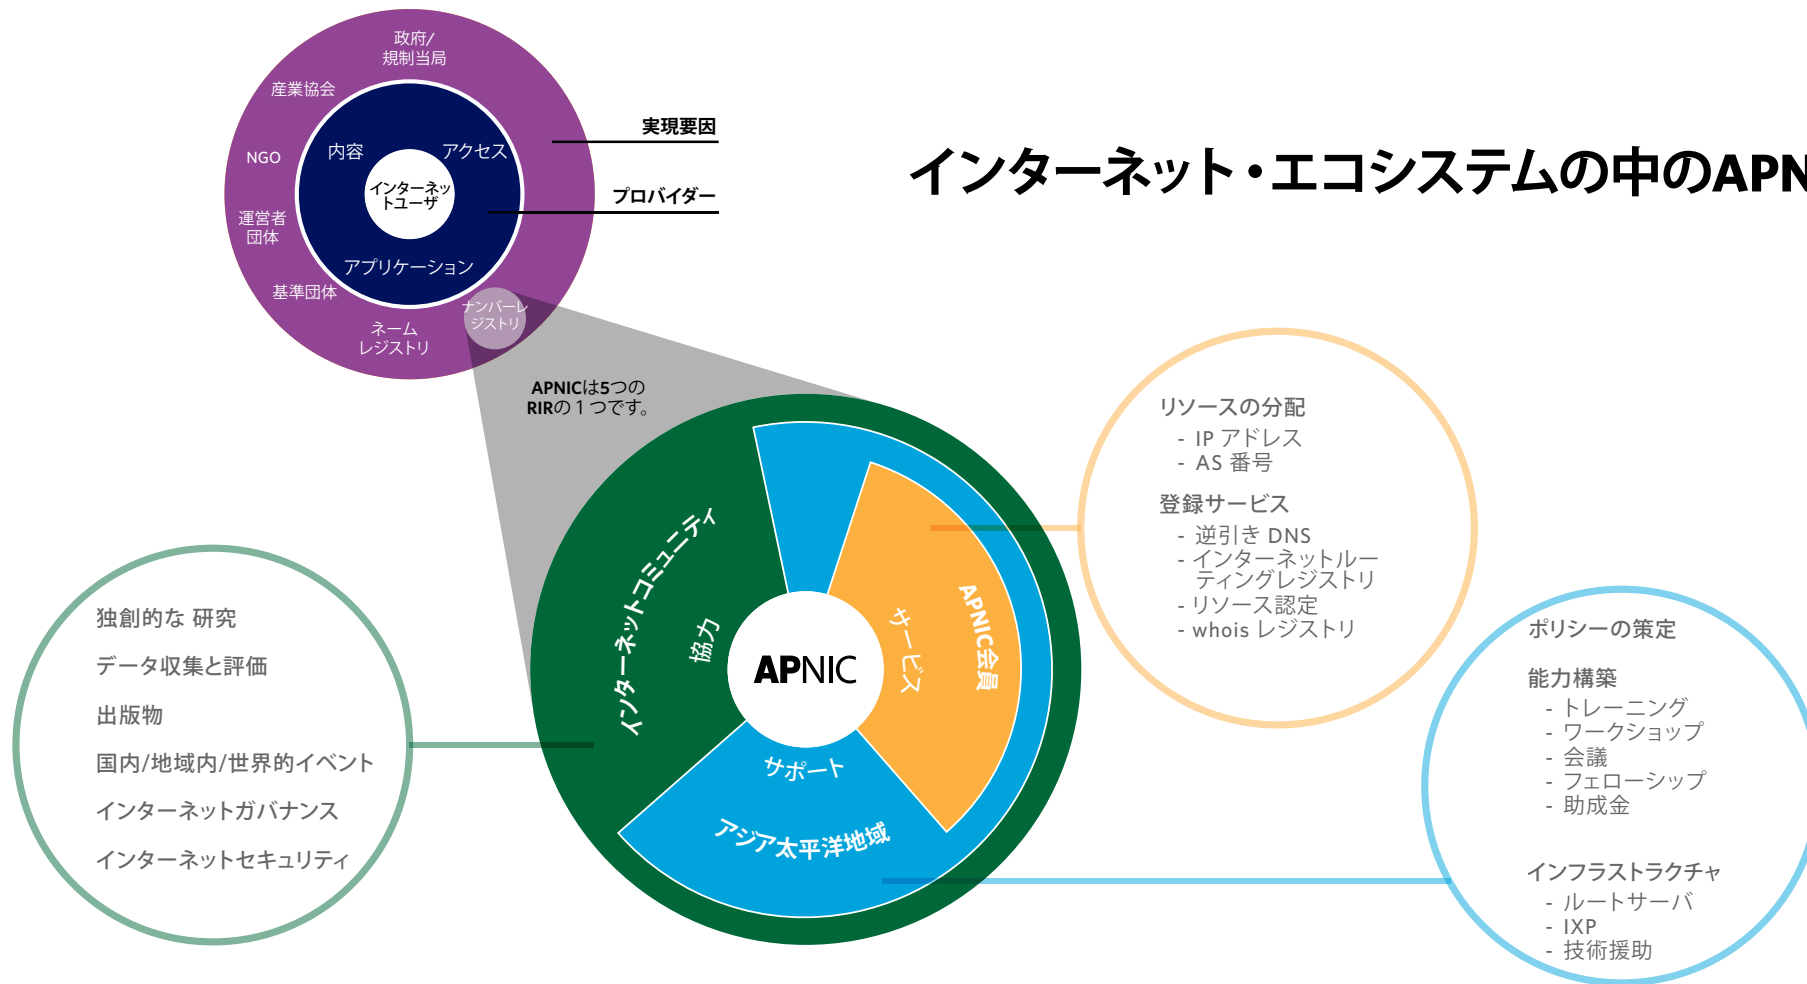 政府/
規制当局
産業協会
NGO
運営者
団体
基準団体
ネーム
レジストリ
ナンバーレ
ジストリ
内容
アクセス
アプリケーション
インターネッ
トユーザ
実現要因
プロバイダー
インターネット・エコシステムの中のAPN
APNICは5つの
RIRの１つです。
インターネットコミュニティ
協力
APNIC
サービス
APNIC会員
サポート
アジア太平洋地域
リソースの分配
- IP アドレス
- AS 番号
登録サービス
- 逆引き DNS
- インターネットルー
ティングレジストリ
- リソース認定
- whois レジストリ
独創的な 研究
データ収集と評価
出版物
国内/地域内/世界的イベント
インターネットガバナンス
インターネットセキュリティ
ポリシーの策定
能力構築
- トレーニング
- ワークショップ
- 会議
- フェローシップ
- 助成金
インフラストラクチャ
- ルートサーバ
- IXP
- 技術援助